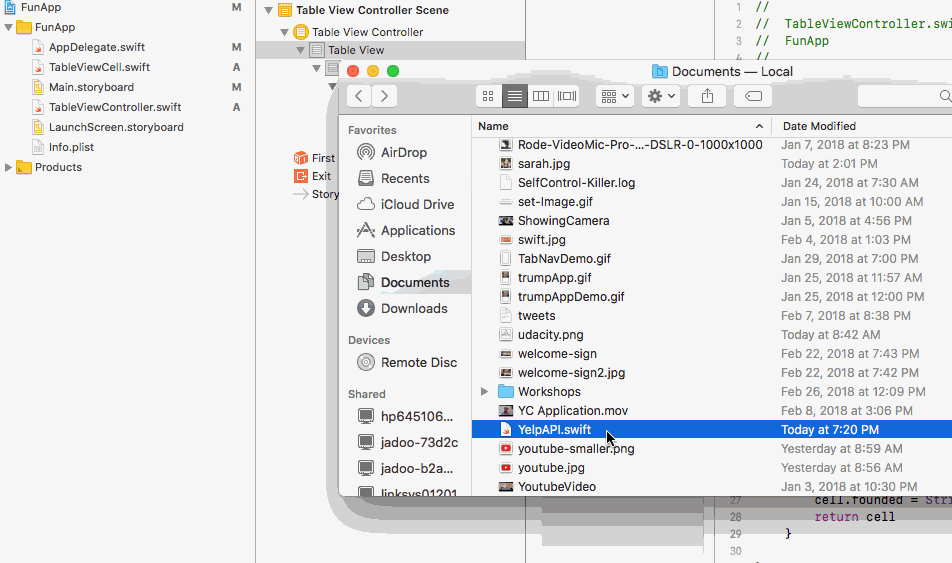 FunApp M
FunApp
AppDelegate.swift M
TableViewCell.swift A
Main.storyboard M
TableViewController.swift A
LaunchScreen.storyboard
Info.plist
Products
Table View Controller Scene
Table View Controller
Table View
First
Exit
Story
1 //
2 // TableViewController.swi
3 // FunApp
4 //
Documents — Local
Favorites
AirDrop
Recents
iCloud Drive
Applications
Desktop
Documents
Downloads
Devices
Remote Disc
Shared
hp645106...
jadoo-73d2c
jadoo-b2a...
linksys01201
Name Date Modified
Rode-VideoMic-Pro-...-DSLR-0-1000x1000 Jan 7, 2018 at 8:23 PM
sarah.jpg Today at 2:01 PM
SelfControl-Killer.log Jan 24, 2018 at 7:30 AM
set-Image.gif Jan 15, 2018 at 10:00 AM
ShowingCamera Jan 5, 2018 at 4:56 PM
swift.jpg Feb 4, 2018 at 1:03 PM
TabNavDemo.gif Jan 29, 2018 at 7:00 PM
trumpApp.gif Jan 25, 2018 at 11:57 AM
trumpAppDemo.gif Jan 25, 2018 at 12:00 PM
tweets Feb 7, 2018 at 8:38 PM
udacity.png Today at 8:42 AM
welcome-sign Feb 22, 2018 at 7:43 PM
welcome-sign2.jpg Feb 22, 2018 at 7:42 PM
Workshops Feb 26, 2018 at 12:09 PM
YC Application.mov Feb 8, 2018 at 3:06 PM
YelpAPI.swift Today at 7:20 PM
youtube-smaller.png Yesterday at 8:59 AM
youtube.jpg Yesterday at 8:56 AM
YoutubeVideo Jan 3, 2018 at 10:30 PM
27 cell.founded = Stri
28 return cell
29 }
30